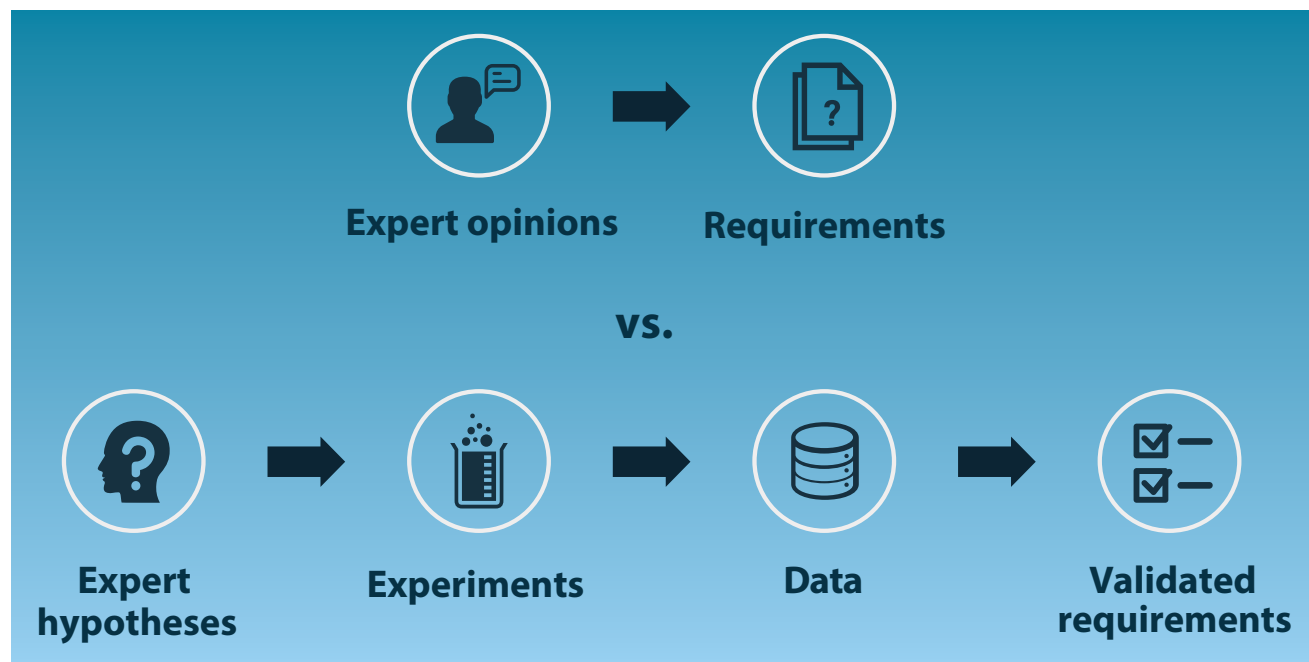 ?
Expert opinions
Requirements
vs.
?
Expert
hypotheses
Experiments
Data
Validated
requirements